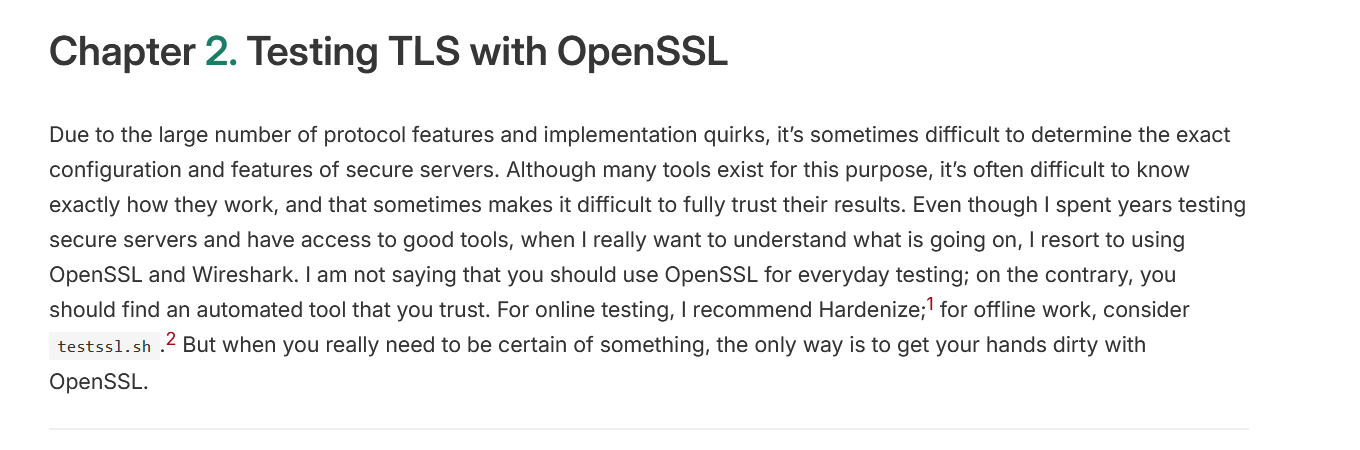 Chapter 2. Testing TLS with OpenSSL
Due to the large number of protocol features and implementation quirks, it’s sometimes difficult to determine the exact
configuration and features of secure servers. Although many tools exist for this purpose, it’s often difficult to know
exactly how they work, and that sometimes makes it difficult to fully trust their results. Even though I spent years testing
secure servers and have access to good tools, when I really want to understand what is going on, I resort to using
OpenSSL and Wireshark. I am not saying that you should use OpenSSL for everyday testing; on the contrary, you
should find an automated tool that you trust. For online testing, I recommend Hardenize;1 for offline work, consider
testssl.sh .2 But when you really need to be certain of something, the only way is to get your hands dirty with
OpenSSL.